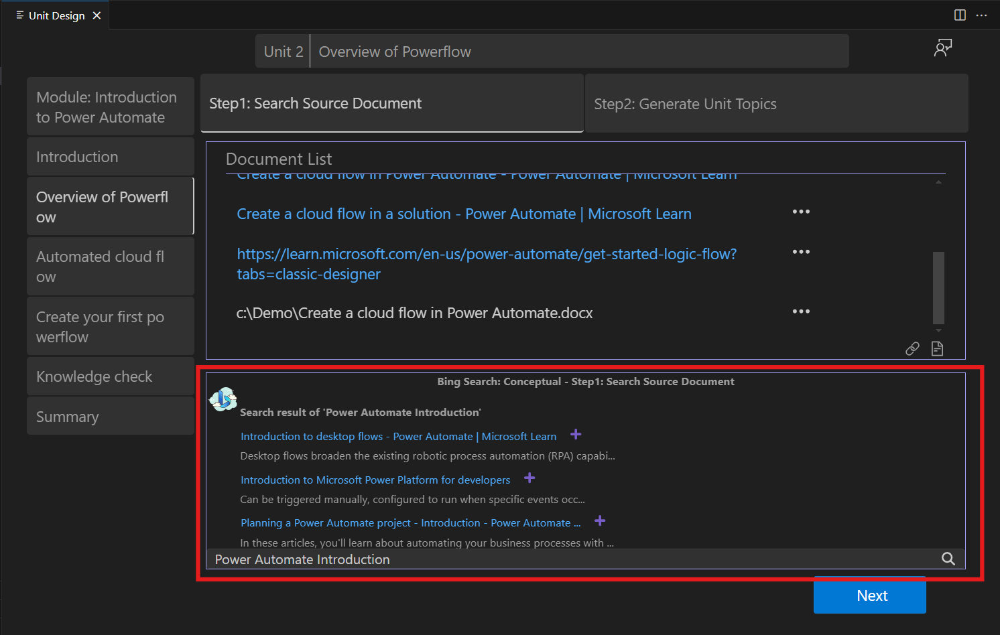 Unit Design
Unit 2
Overview of Powerflow
Module: Introduction
to Power Automate
Introduction
Overview of Powerfl
ow
Automated cloud fl
ow
Create your first po
werflow
Knowledge check
Summary
Step1: Search Source Document
Step2: Generate Unit Topics
Document List
Create a cloud flow in Power Automate - Power Automate | Microsoft Learn
Create a cloud flow in a solution - Power Automate | Microsoft Learn
https://learn.microsoft.com/en-us/power-automate/get-started-logic-flow?
tabs=classic-designer
c:\Demo\Create a cloud flow in Power Automate.docx
Bing Search: Conceptual - Step1: Search Source Document
Search result of 'Power Automate Introduction'
Introduction to desktop flows - Power Automate | Microsoft Learn
Desktop flows broaden the existing robotic process automation (RPA) capabi...
Introduction to Microsoft Power Platform for developers
Can be triggered manually, configured to run when specific events occ...
Planning a Power Automate project - Introduction - Power Automate ...
In these articles, you'll learn about automating your business processes with ...
Power Automate Introduction
Next